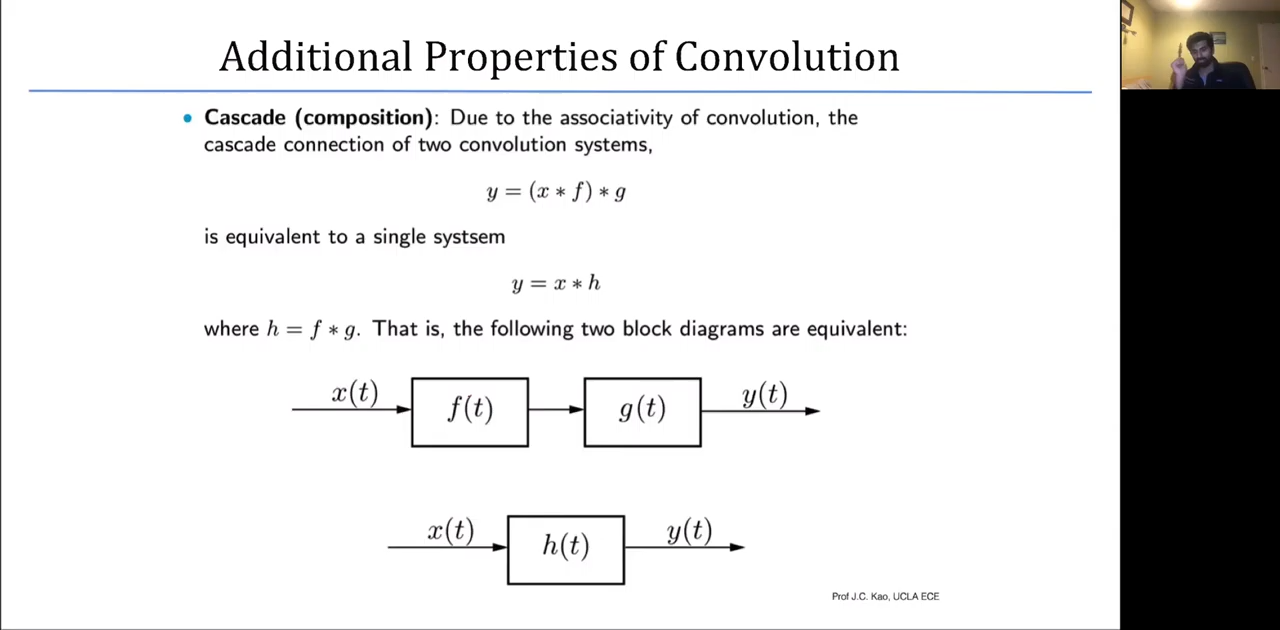 Additional Properties of Convolution
• Cascade (composition): Due to the associativity of convolution, the
cascade connection of two convolution systems,
y = (x * f) * g
is equivalent to a single systsem
y = x * h
where h = f * g. That is, the following two block diagrams are equivalent:
x(t) f(t) g(t) y(t)
x(t) h(t) y(t)
Prof J.C. Kao, UCLA ECE